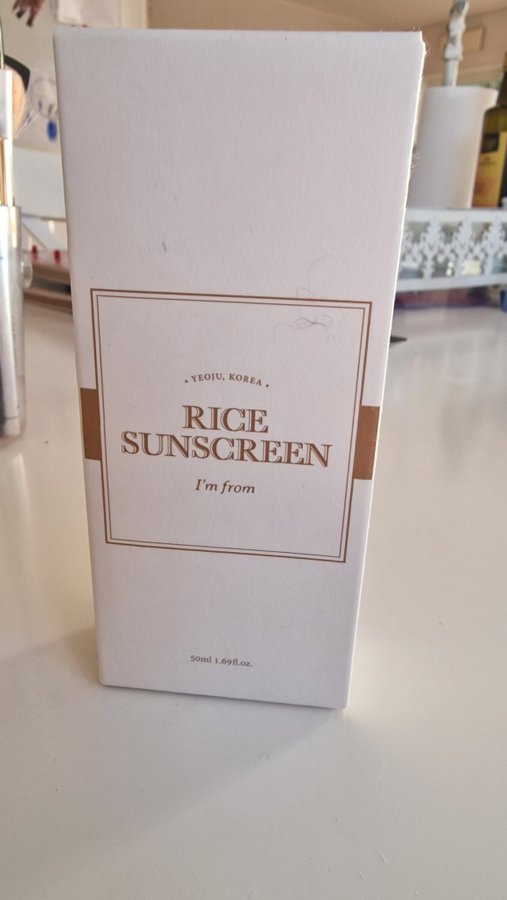 • YEOJU, KOREA •
RICE
SUNSCREEN
I'm from
50ml 1.69fl.oz.